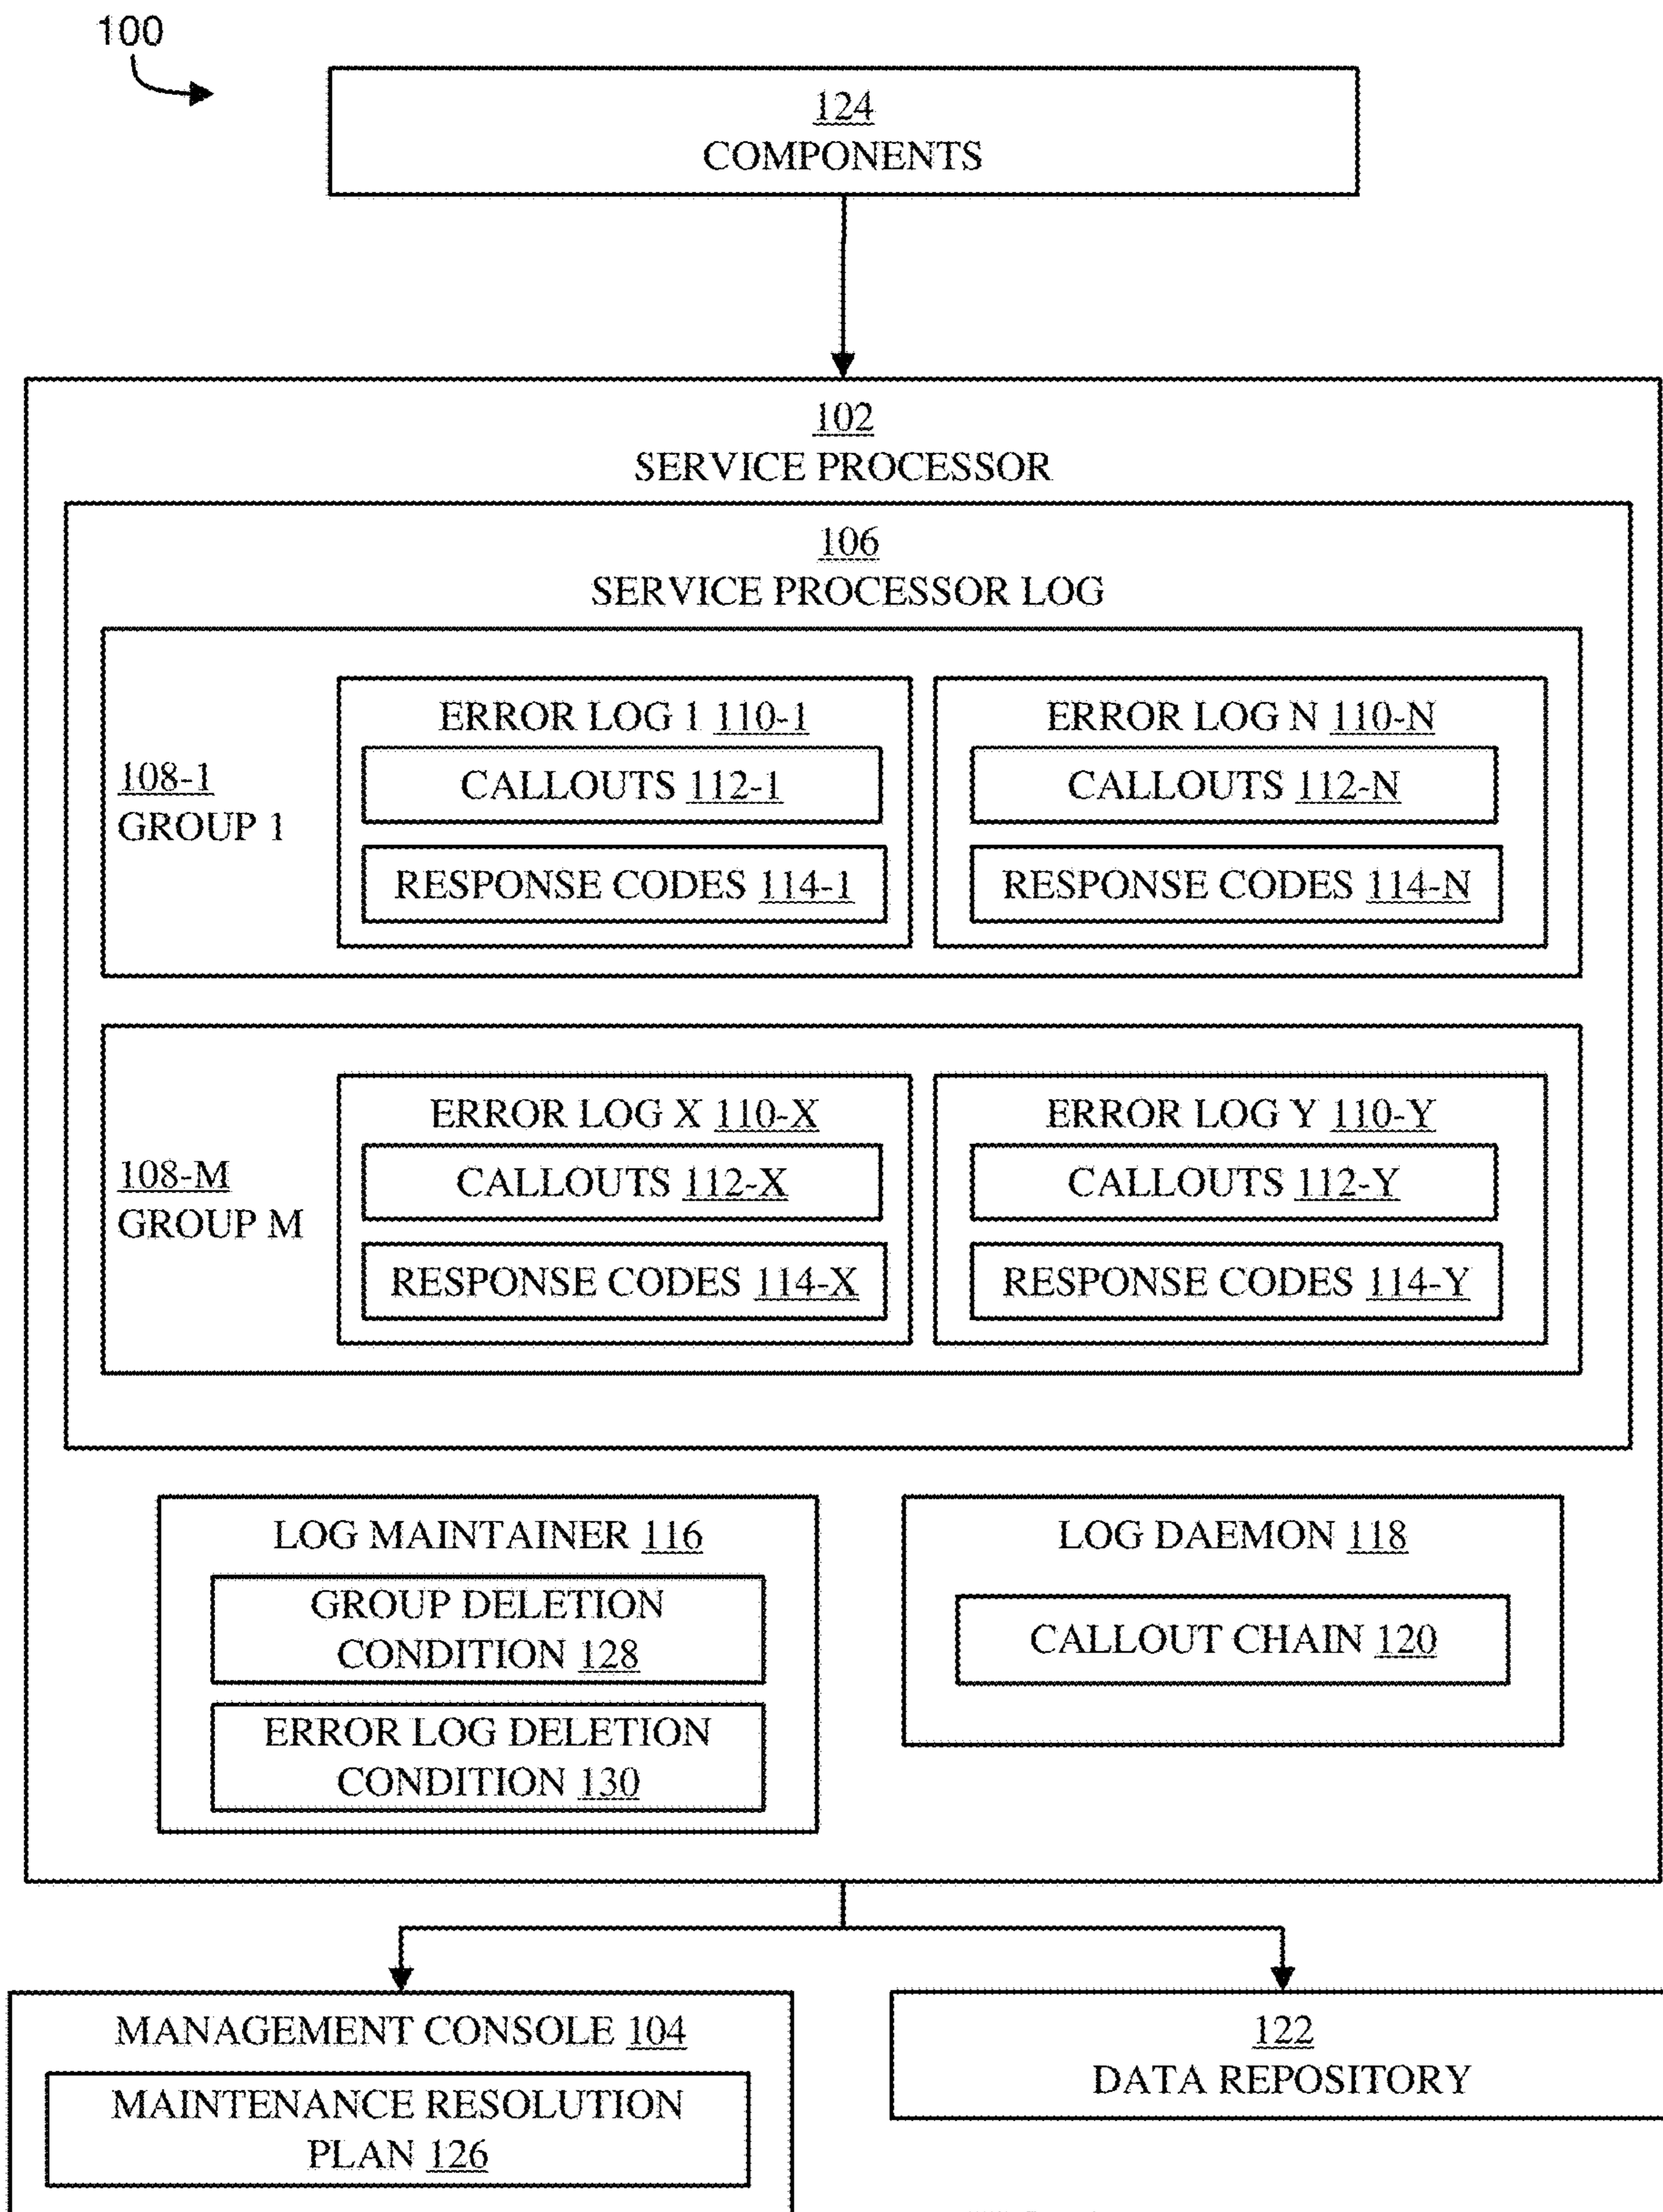 100
124
COMPONENTS
102
SERVICE PROCESSOR
106
SERVICE PROCESSOR LOG
108-1
GROUP 1
ERROR LOG 1 110-1
CALLOUTS 112-1
RESPONSE CODES 114-1
ERROR LOG N 110-N
CALLOUTS 112-N
RESPONSE CODES 114-N
108-M
GROUP M
ERROR LOG X 110-X
CALLOUTS 112-X
RESPONSE CODES 114-X
ERROR LOG Y 110-Y
CALLOUTS 112-Y
RESPONSE CODES 114-Y
LOG MAINTAINER 116
GROUP DELETION
CONDITION 128
ERROR LOG DELETION
CONDITION 130
LOG DAEMON 118
CALLOUT CHAIN 120
MANAGEMENT CONSOLE 104
MAINTENANCE RESOLUTION
PLAN 126
122
DATA REPOSITORY